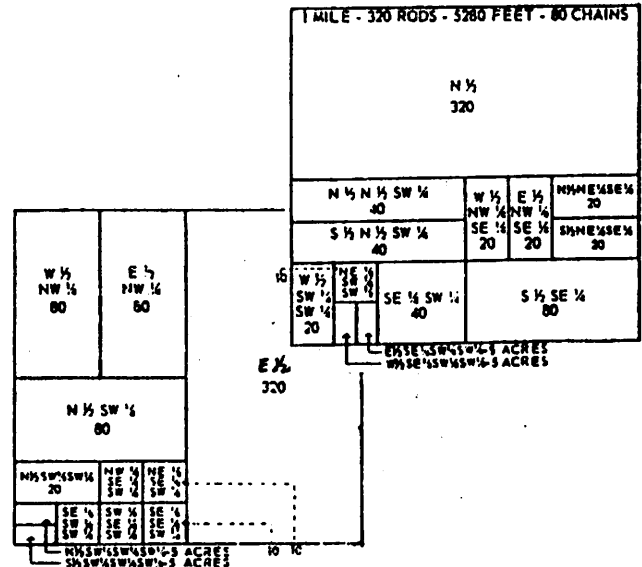 1 MILE - 320 RODS - 5280 FEET - 80 CHAINS
N ½
320
N ½ N ½ SW ¼
40
S ½ N ½ SW ¼
40
W ½
NW ¼
SE ¼
20
E ½
NW ¼
SE ¼
20
N½NE¼SE¼
20
S½NE¼SE¼
20
W ½
SW ¼
SW ¼
20
NE ¼
SW ¼
SW ¼
SE ¼ SW ¼
40
S ½ SE ¼
80
E½SE¼SW¼SW¼-5 ACRES
W½SE¼SW¼SW¼-5 ACRES
W ½
NW ¼
80
E ½
NW ¼
80
E ½
320
N ½ SW ¼
80
N½SW¼SW¼
20
NW ¼
SE ¼
SW ¼
NE ¼
SE ¼
SW ¼
SE ¼
SW ¼
SW ¼
SW ¼
SE ¼
SW ¼
SE ¼
SE ¼
SW ¼
10 10
N½SW¼SW¼SW¼-5 ACRES
S½SW¼SW¼SW¼-5 ACRES